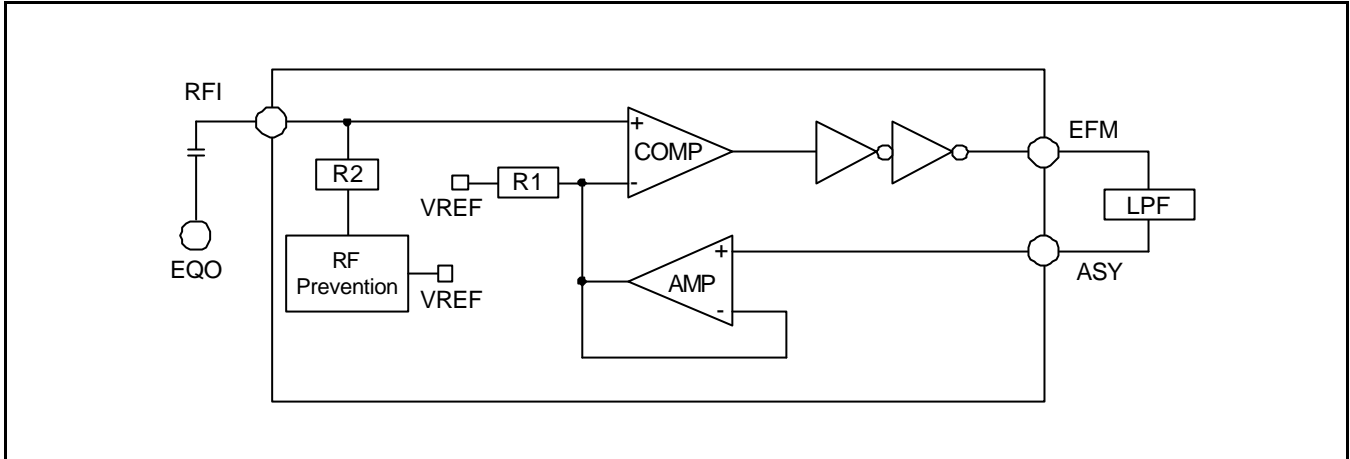 RFI
EFM
+
COMP
-
R2
R1
VREF
LPF
EQO
RF
Prevention
VREF
+
AMP
-
ASY